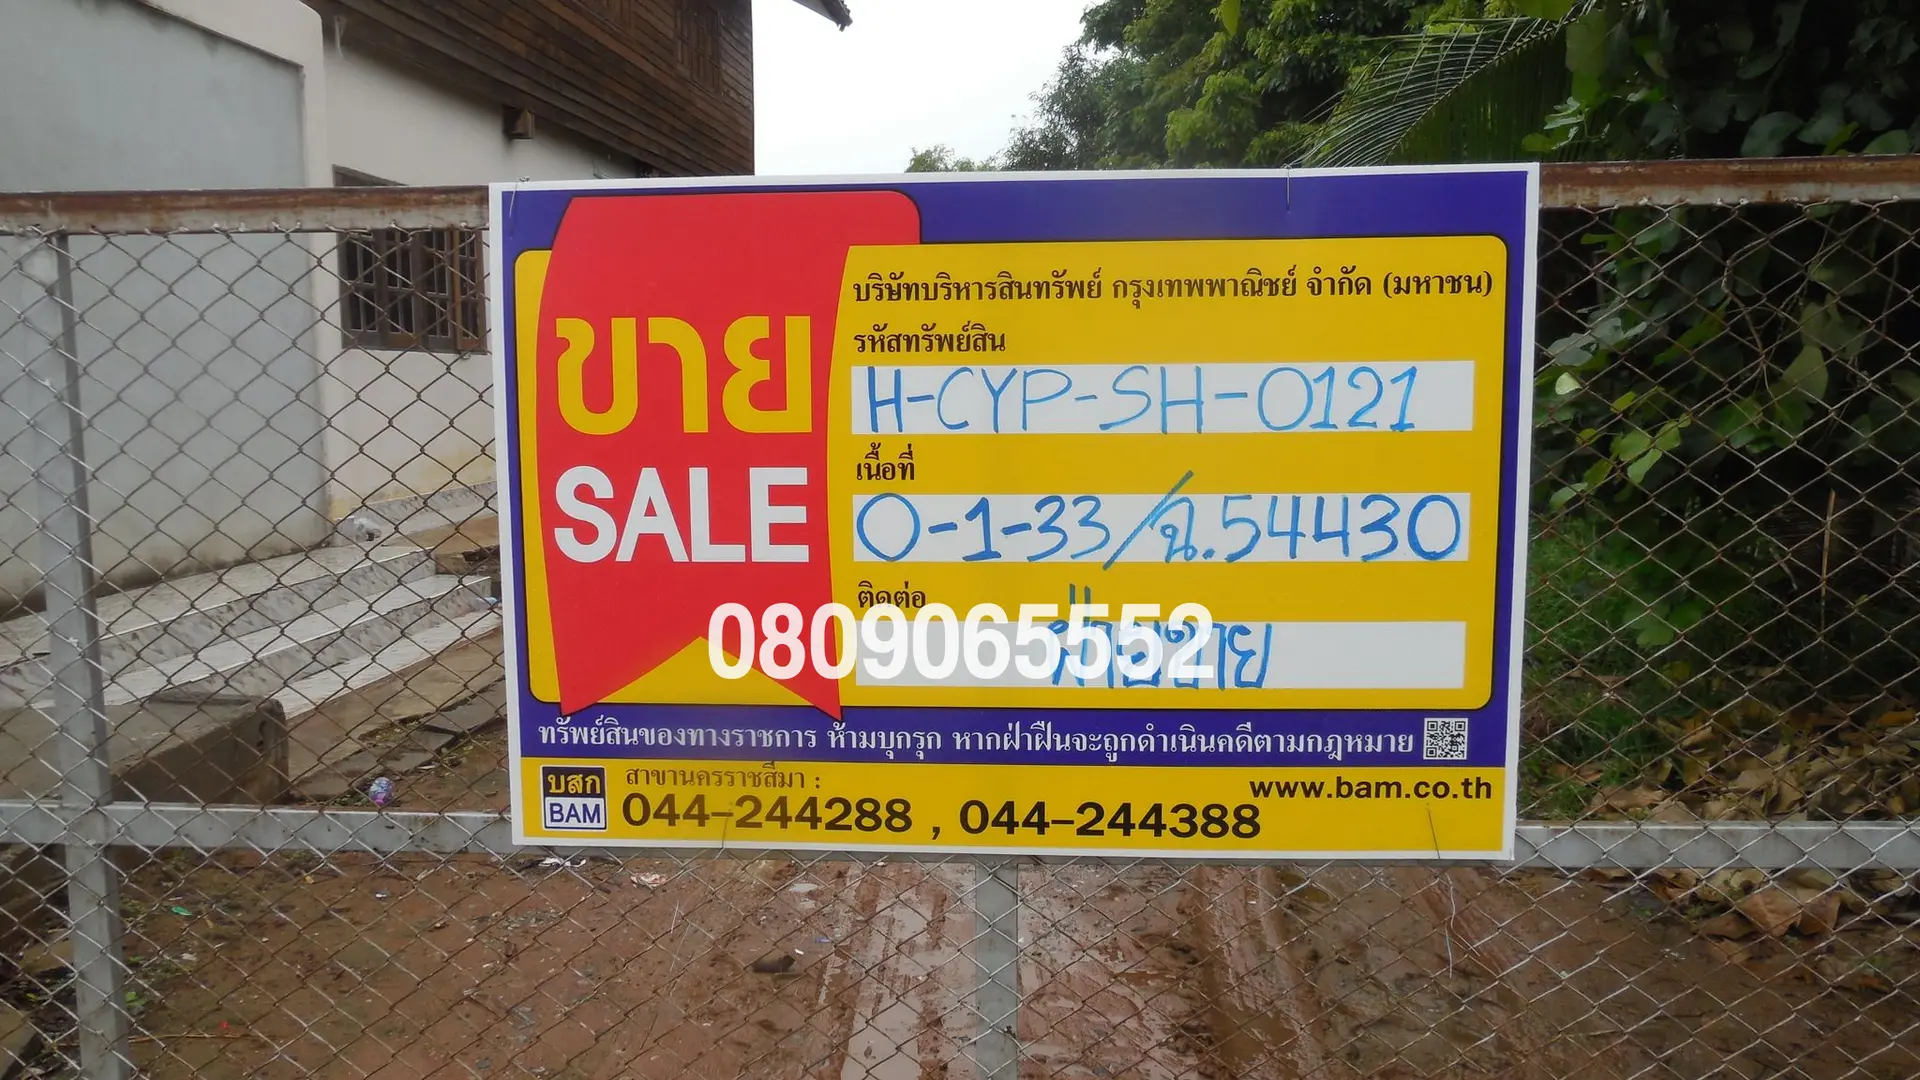 ขาย
SALE
บริษัทบริหารสินทรัพย์ กรุงเทพพาณิชย์ จำกัด (มหาชน)
รหัสทรัพย์สิน
H-CYP-SH-0121
เนื้อที่
0-1-33/ฉ.54430
ติดต่อ
ฝ่ายขาย
0809065552
ทรัพย์สินของทางราชการ ห้ามบุกรุก หากฝ่าฝืนจะถูกดำเนินคดีตามกฎหมาย
บสก
BAM
สาขานครราชสีมา :
044-244288 , 044-244388
www.bam.co.th